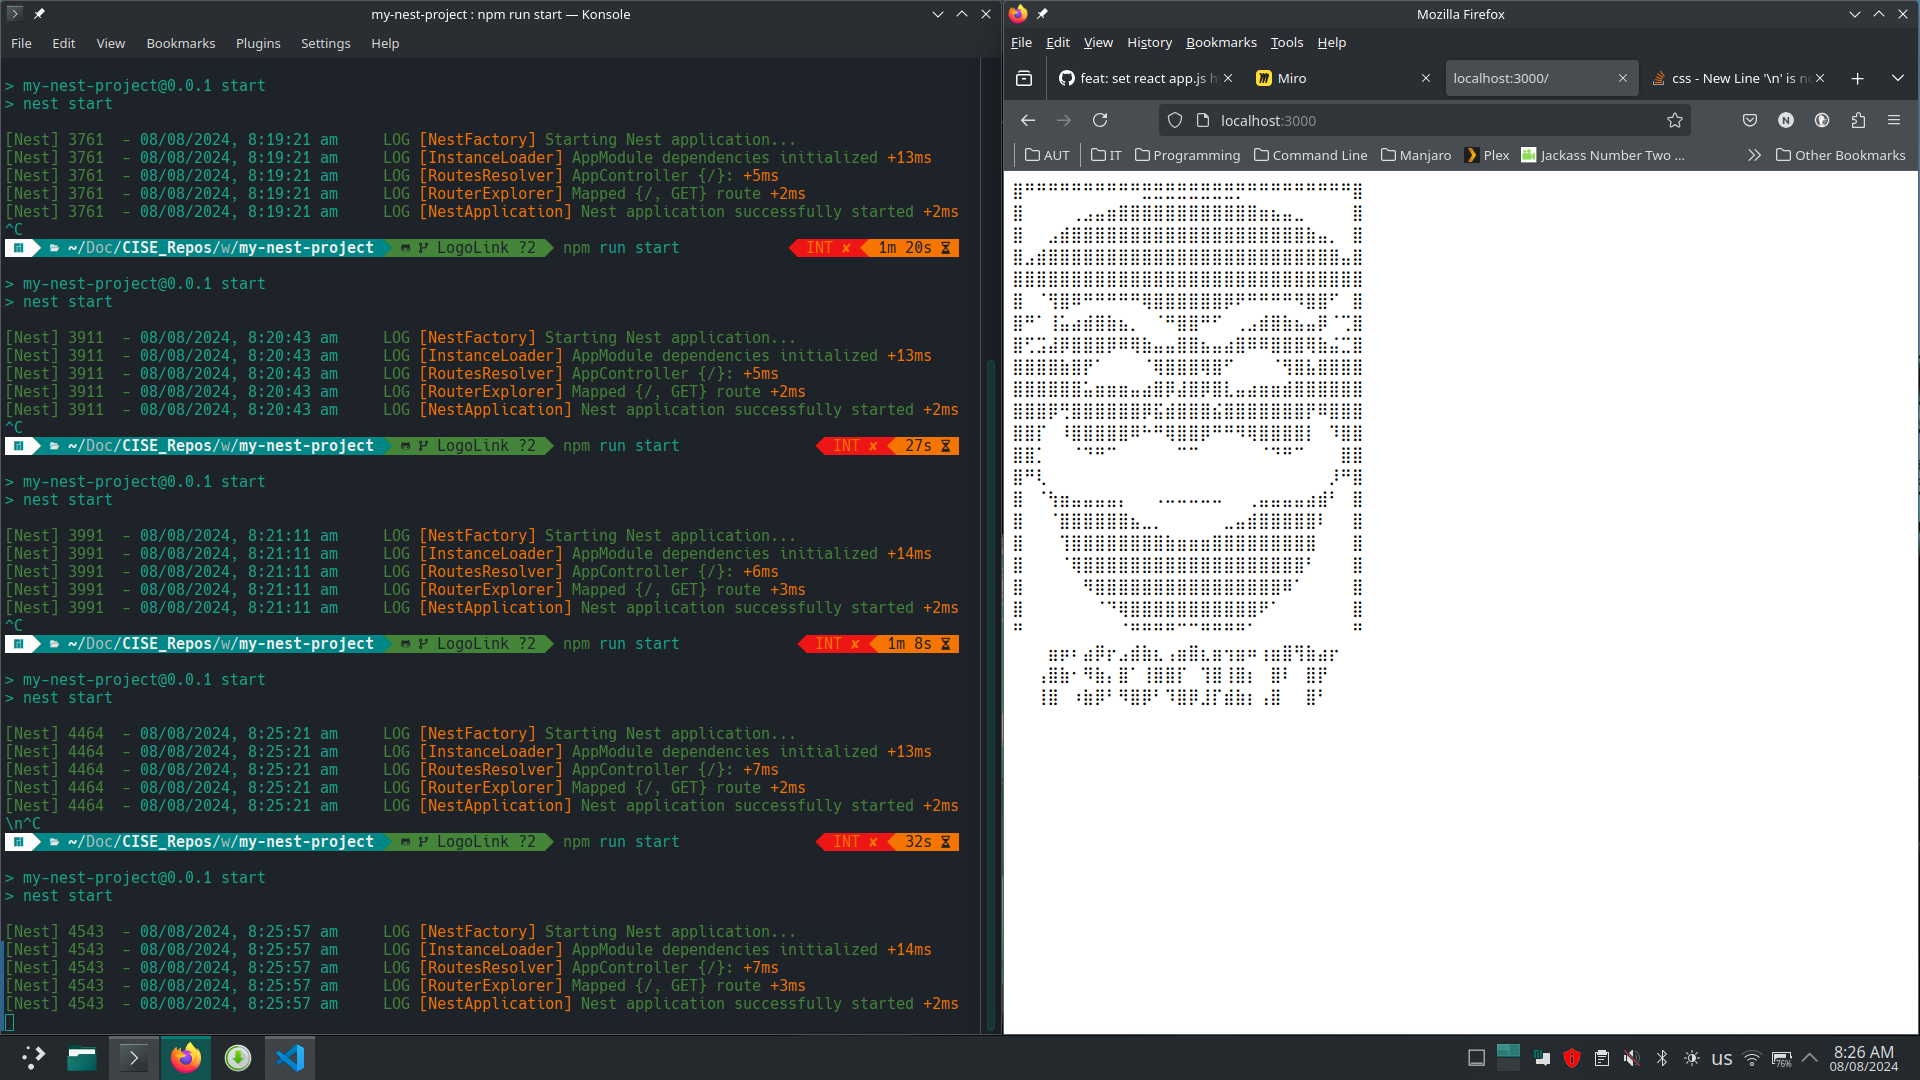 my-nest-project : npm run start — Konsole
File Edit View Bookmarks Plugins Settings Help
> my-nest-project@0.0.1 start
> nest start
[Nest] 3761  - 08/08/2024, 8:19:21 am     LOG [NestFactory] Starting Nest application...
[Nest] 3761  - 08/08/2024, 8:19:21 am     LOG [InstanceLoader] AppModule dependencies initialized +13ms
[Nest] 3761  - 08/08/2024, 8:19:21 am     LOG [RoutesResolver] AppController {/}: +5ms
[Nest] 3761  - 08/08/2024, 8:19:21 am     LOG [RouterExplorer] Mapped {/, GET} route +2ms
[Nest] 3761  - 08/08/2024, 8:19:21 am     LOG [NestApplication] Nest application successfully started +2ms
^C
~/Doc/CISE_Repos/w/my-nest-project LogoLink ?2 npm run start INT ✘ 1m 20s
> my-nest-project@0.0.1 start
> nest start
[Nest] 3911  - 08/08/2024, 8:20:43 am     LOG [NestFactory] Starting Nest application...
[Nest] 3911  - 08/08/2024, 8:20:43 am     LOG [InstanceLoader] AppModule dependencies initialized +13ms
[Nest] 3911  - 08/08/2024, 8:20:43 am     LOG [RoutesResolver] AppController {/}: +5ms
[Nest] 3911  - 08/08/2024, 8:20:43 am     LOG [RouterExplorer] Mapped {/, GET} route +2ms
[Nest] 3911  - 08/08/2024, 8:20:43 am     LOG [NestApplication] Nest application successfully started +2ms
^C
~/Doc/CISE_Repos/w/my-nest-project LogoLink ?2 npm run start INT ✘ 27s
> my-nest-project@0.0.1 start
> nest start
[Nest] 3991  - 08/08/2024, 8:21:11 am     LOG [NestFactory] Starting Nest application...
[Nest] 3991  - 08/08/2024, 8:21:11 am     LOG [InstanceLoader] AppModule dependencies initialized +14ms
[Nest] 3991  - 08/08/2024, 8:21:11 am     LOG [RoutesResolver] AppController {/}: +6ms
[Nest] 3991  - 08/08/2024, 8:21:11 am     LOG [RouterExplorer] Mapped {/, GET} route +3ms
[Nest] 3991  - 08/08/2024, 8:21:11 am     LOG [NestApplication] Nest application successfully started +2ms
^C
~/Doc/CISE_Repos/w/my-nest-project LogoLink ?2 npm run start INT ✘ 1m 8s
> my-nest-project@0.0.1 start
> nest start
[Nest] 4464  - 08/08/2024, 8:25:21 am     LOG [NestFactory] Starting Nest application...
[Nest] 4464  - 08/08/2024, 8:25:21 am     LOG [InstanceLoader] AppModule dependencies initialized +13ms
[Nest] 4464  - 08/08/2024, 8:25:21 am     LOG [RoutesResolver] AppController {/}: +7ms
[Nest] 4464  - 08/08/2024, 8:25:21 am     LOG [RouterExplorer] Mapped {/, GET} route +2ms
[Nest] 4464  - 08/08/2024, 8:25:21 am     LOG [NestApplication] Nest application successfully started +2ms
\n^C
~/Doc/CISE_Repos/w/my-nest-project LogoLink ?2 npm run start INT ✘ 32s
> my-nest-project@0.0.1 start
> nest start
[Nest] 4543  - 08/08/2024, 8:25:57 am     LOG [NestFactory] Starting Nest application...
[Nest] 4543  - 08/08/2024, 8:25:57 am     LOG [InstanceLoader] AppModule dependencies initialized +14ms
[Nest] 4543  - 08/08/2024, 8:25:57 am     LOG [RoutesResolver] AppController {/}: +7ms
[Nest] 4543  - 08/08/2024, 8:25:57 am     LOG [RouterExplorer] Mapped {/, GET} route +3ms
[Nest] 4543  - 08/08/2024, 8:25:57 am     LOG [NestApplication] Nest application successfully started +2ms
Mozilla Firefox
File Edit View History Bookmarks Tools Help
feat: set react app.js Miro localhost:3000/ css - New Line '\n' is
localhost:3000
AUT IT Programming Command Line Manjaro Plex Jackass Number Two ... Other Bookmarks
us 76% 8:26 AM
08/08/2024